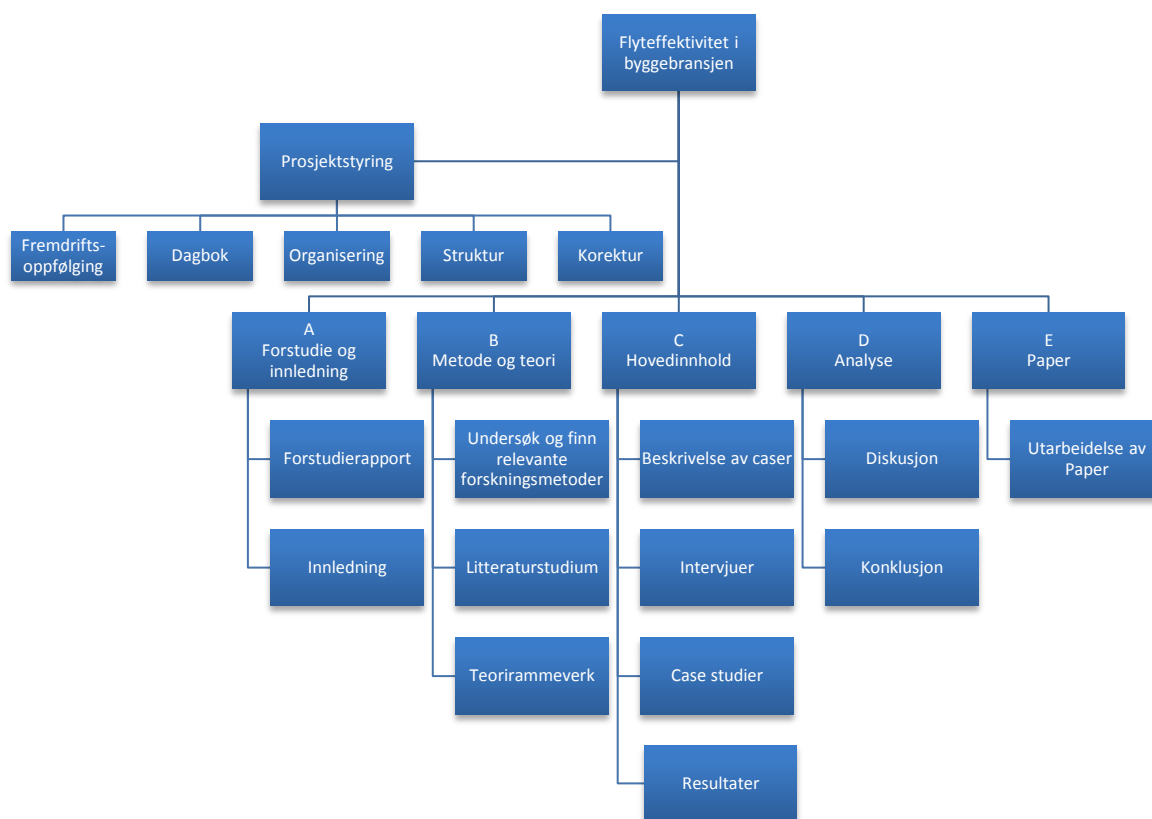 Flyteffektivitet i
byggebransjen
Prosjektstyring
Fremdrifts-
oppfølging
Dagbok
Organisering
Struktur
Korektur
A
Forstudie og
innledning
B
Metode og teori
C
Hovedinnhold
D
Analyse
E
Paper
Forstudierapport
Undersøk og finn
relevante
forskningsmetoder
Beskrivelse av caser
Diskusjon
Utarbeidelse av
Paper
Innledning
Litteraturstudium
Intervjuer
Konklusjon
Teorirammeverk
Case studier
Resultater